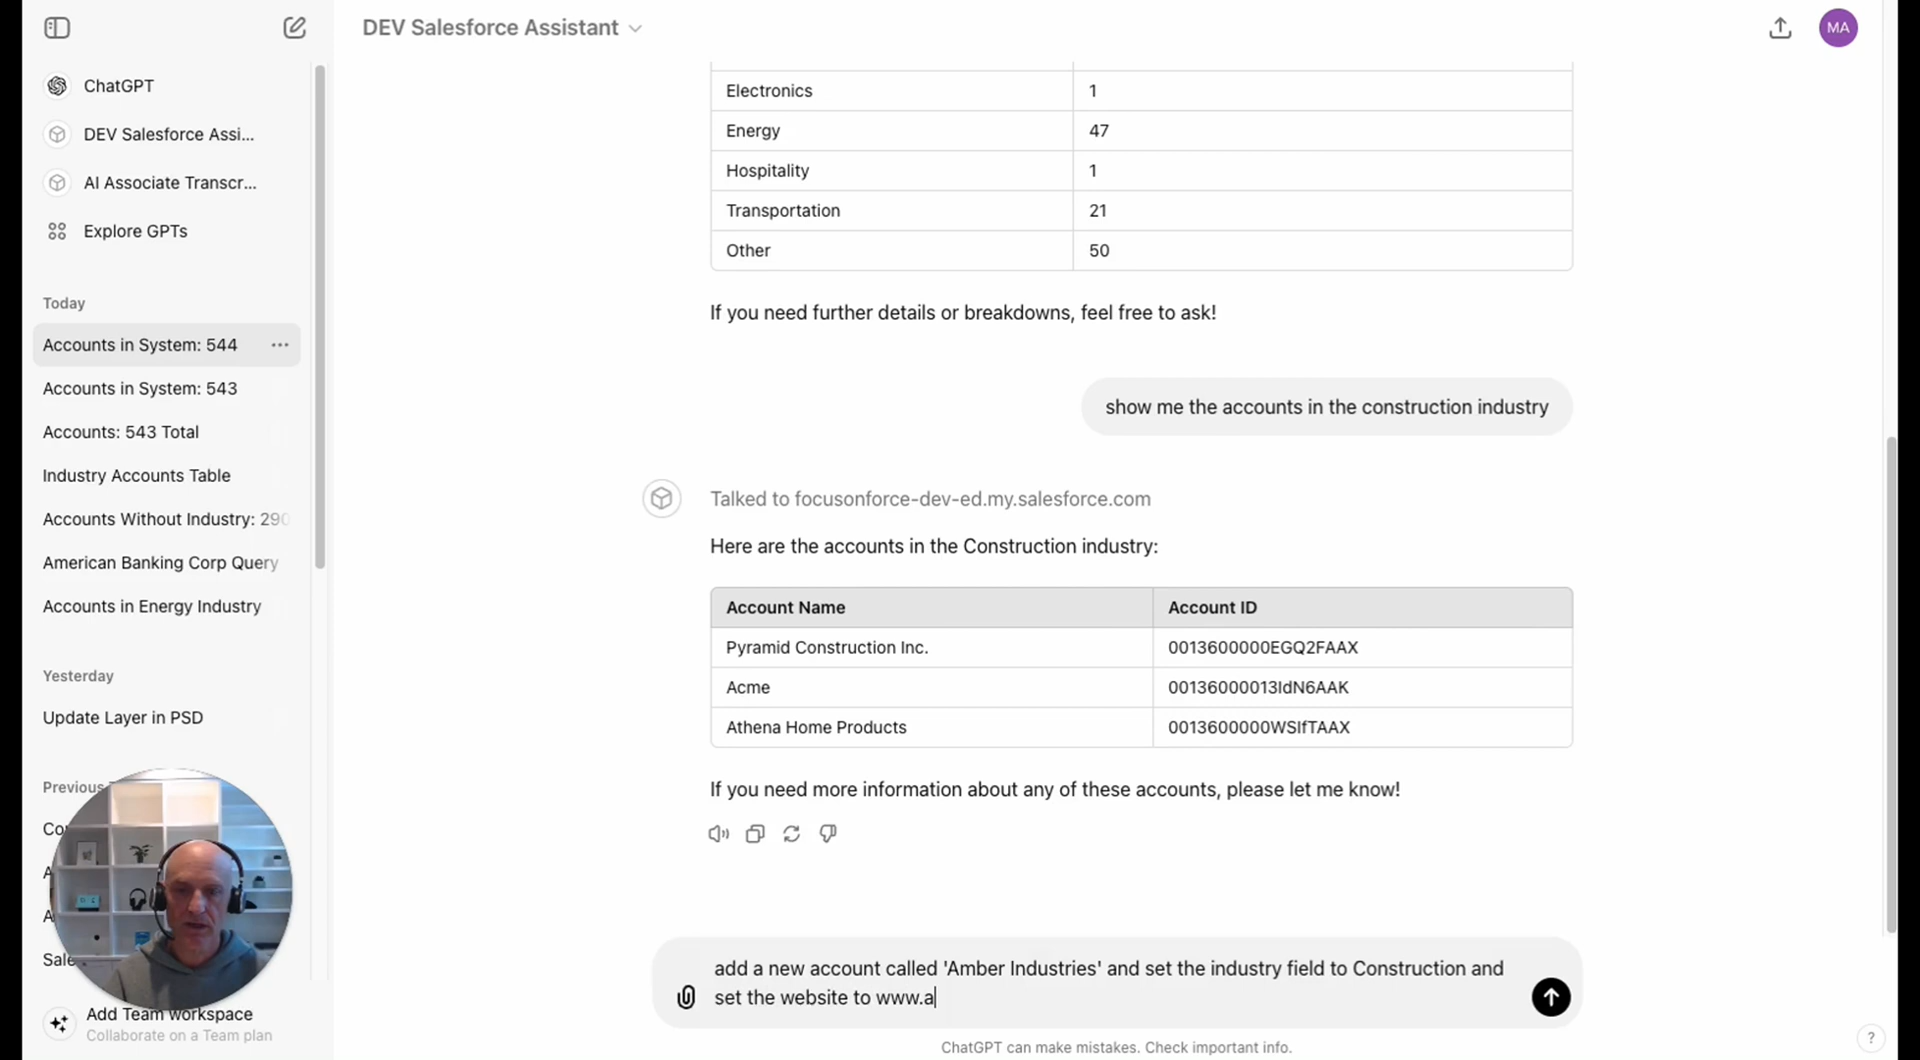 DEV Salesforce Assistant
MA
ChatGPT
DEV Salesforce Assi...
AI Associate Transcr...
Explore GPTs
Today
Accounts in System: 544
Accounts in System: 543
Accounts: 543 Total
Industry Accounts Table
Accounts Without Industry: 290
American Banking Corp Query
Accounts in Energy Industry
Yesterday
Update Layer in PSD
Previous
Add Team workspace
Collaborate on a Team plan
Electronics 1
Energy 47
Hospitality 1
Transportation 21
Other 50
If you need further details or breakdowns, feel free to ask!
show me the accounts in the construction industry
Talked to focusonforce-dev-ed.my.salesforce.com
Here are the accounts in the Construction industry:
Account Name Account ID
Pyramid Construction Inc. 0013600000EGQ2FAAX
Acme 00136000013IdN6AAK
Athena Home Products 0013600000WSIfTAAX
If you need more information about any of these accounts, please let me know!
add a new account called 'Amber Industries' and set the industry field to Construction and
set the website to www.a
ChatGPT can make mistakes. Check important info.
?